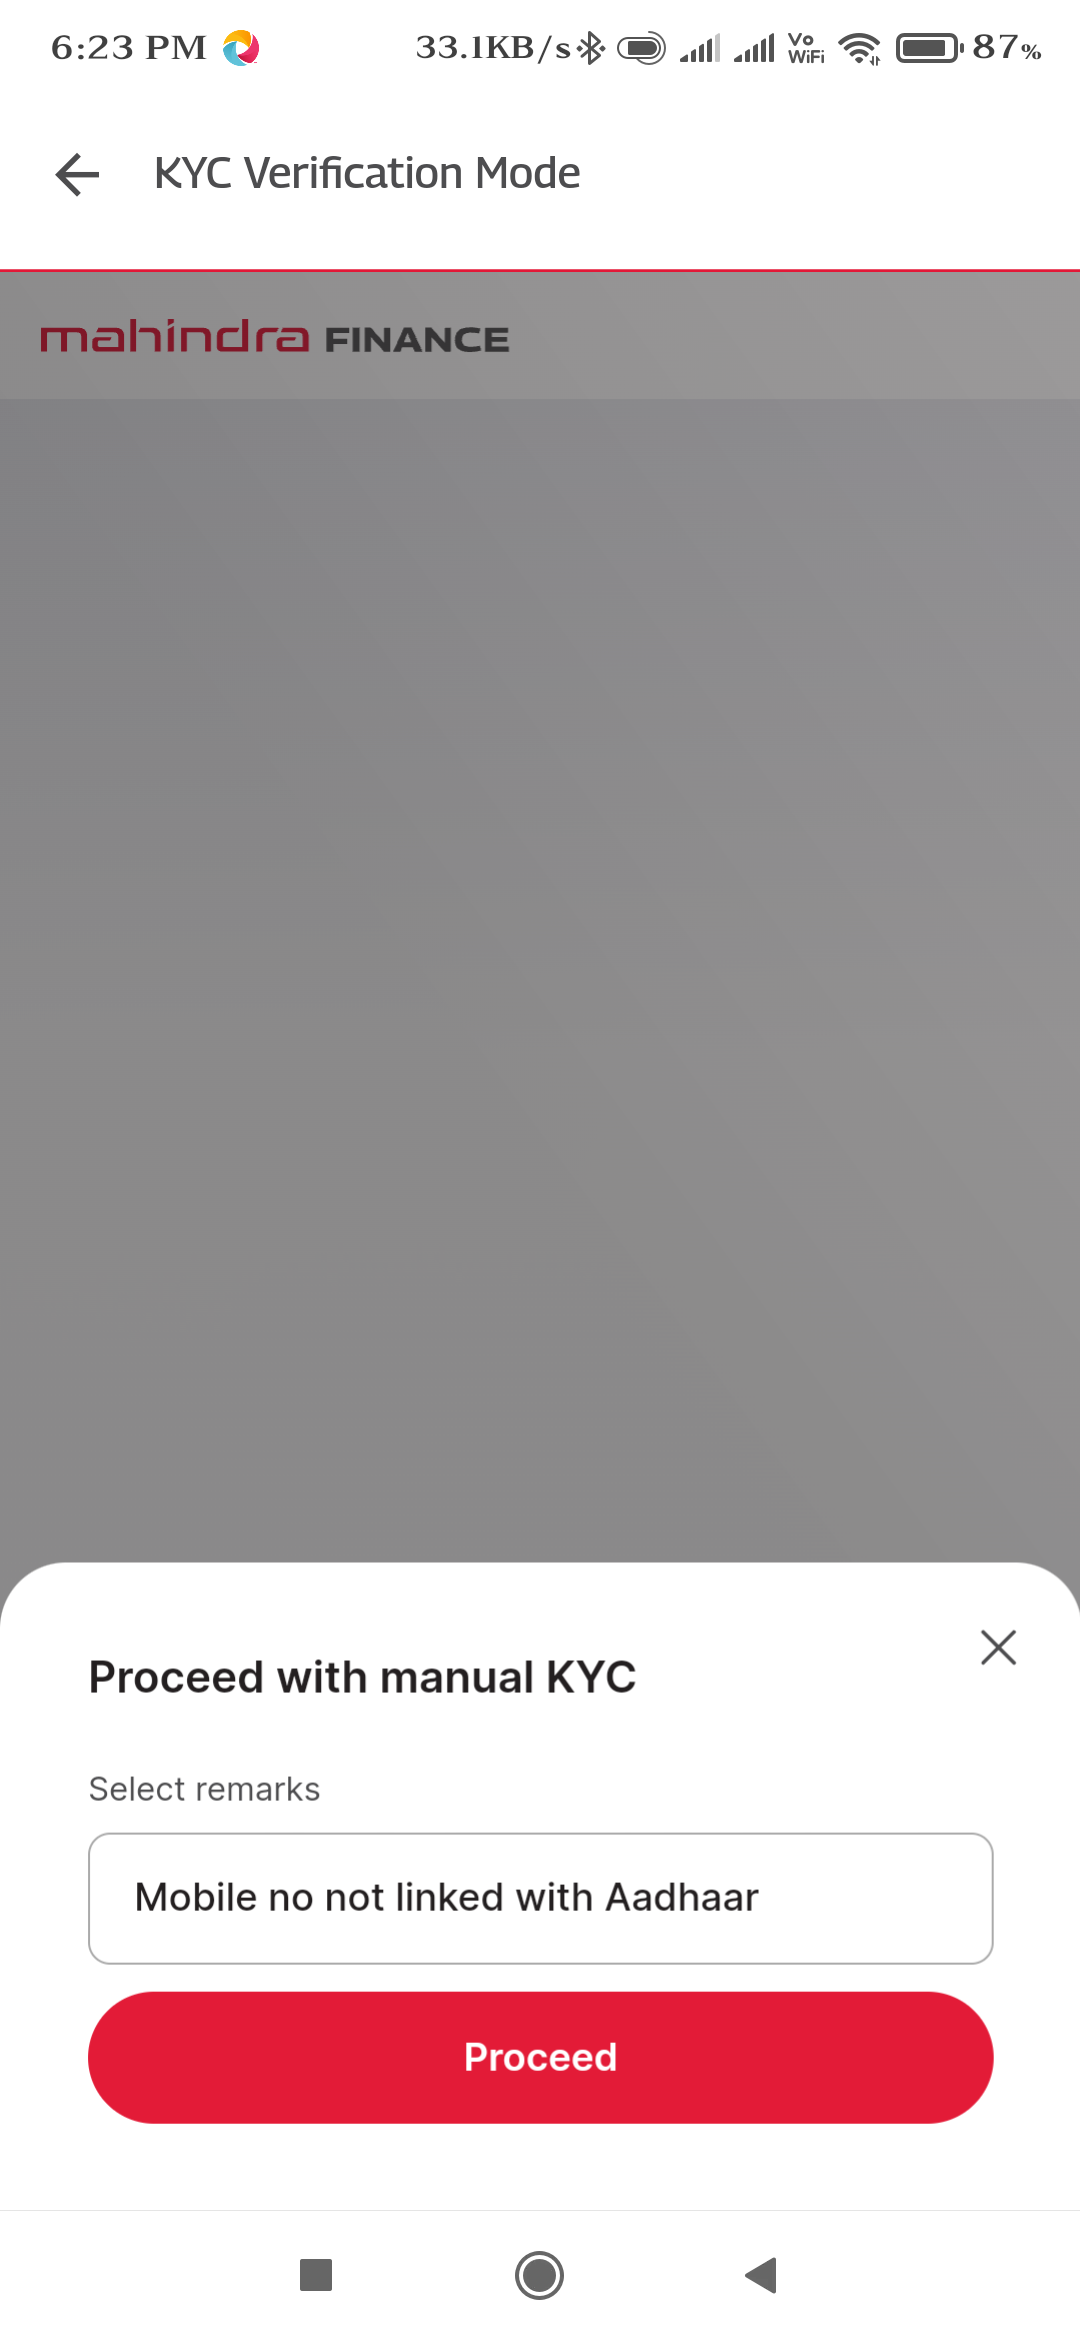 6:23 PM 33.1KB/s Vo WiFi 87%
KYC Verification Mode
mahindra FINANCE
Proceed with manual KYC
Select remarks
Mobile no not linked with Aadhaar
Proceed